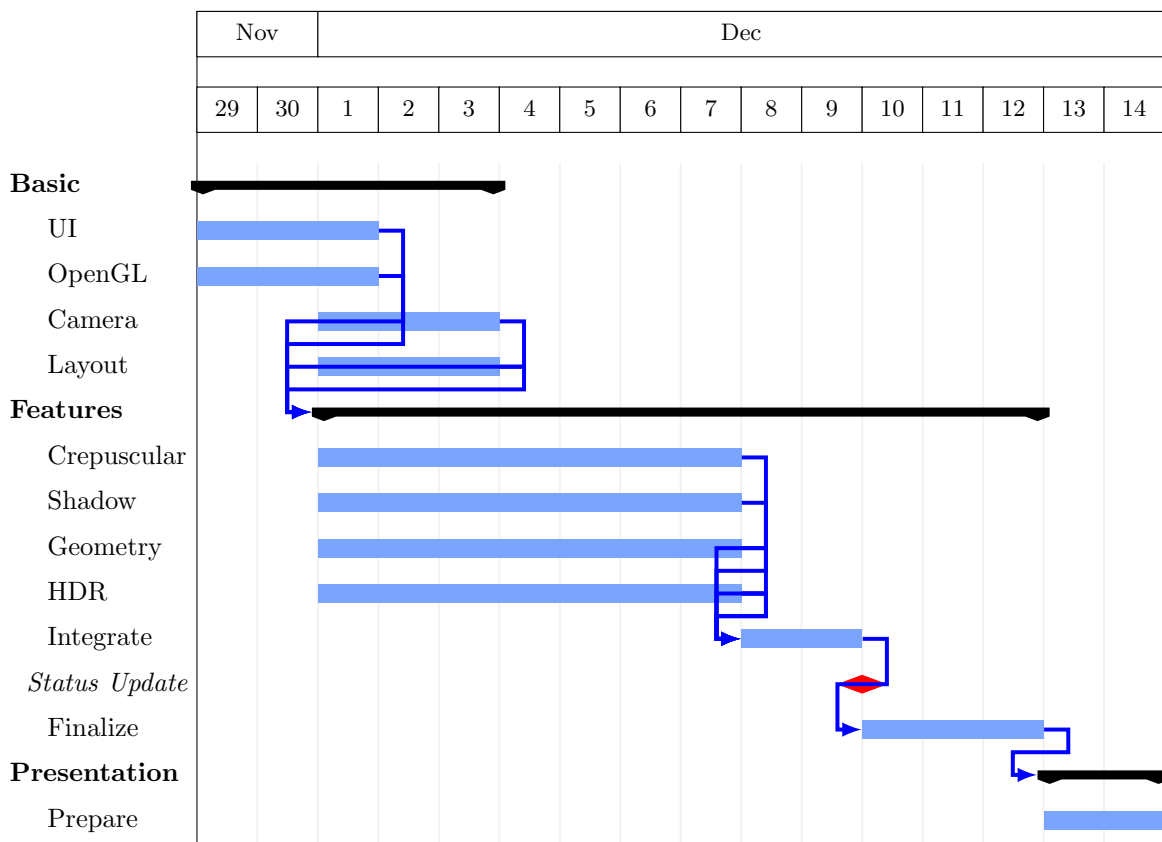 Nov Dec
29 30 1 2 3 4 5 6 7 8 9 10 11 12 13 14
Basic
UI
OpenGL
Camera
Layout
Features
Crepuscular
Shadow
Geometry
HDR
Integrate
Status Update
Finalize
Presentation
Prepare